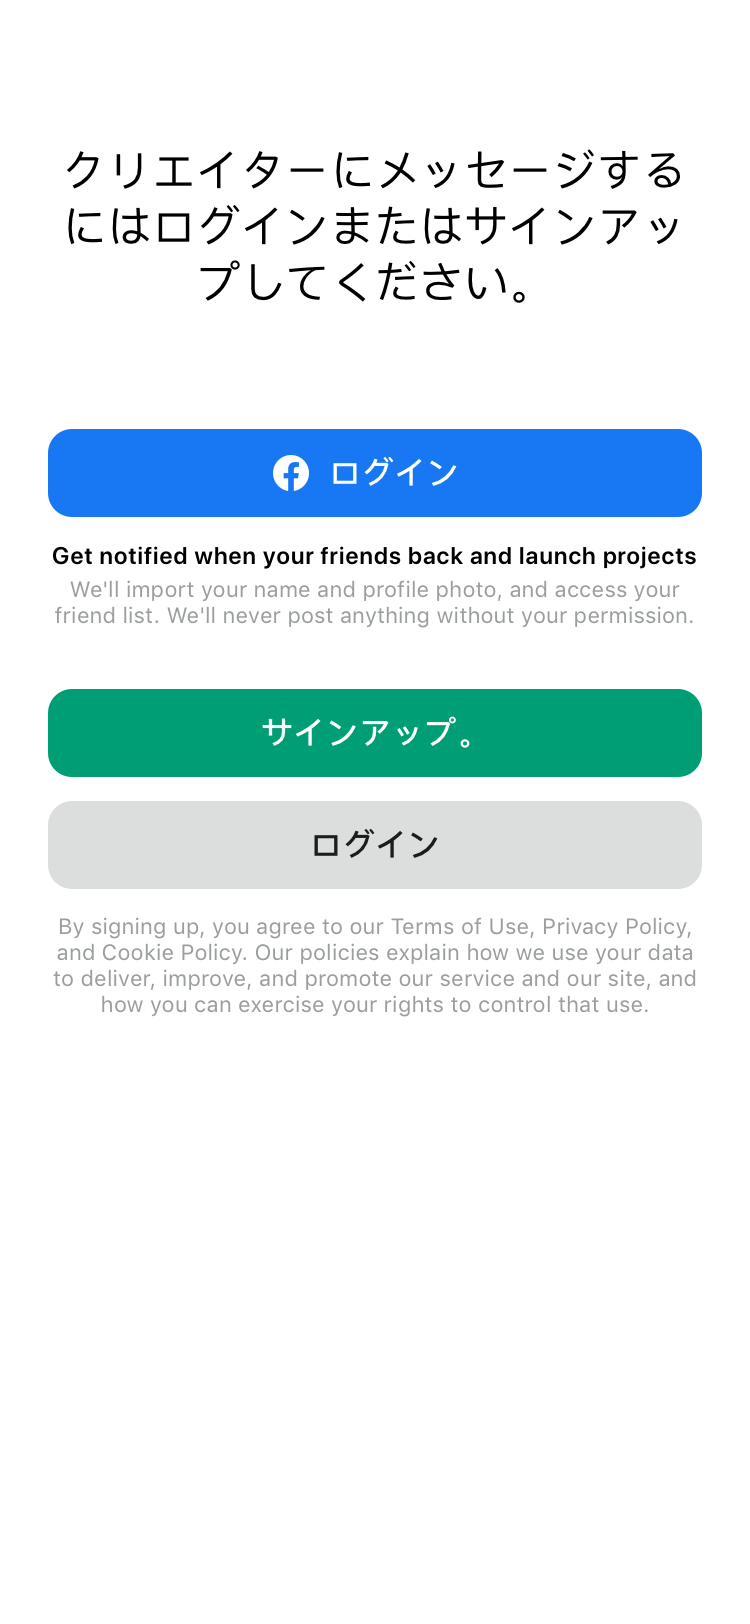 クリエイターにメッセージする
にはログインまたはサインアッ
プしてください。
ログイン
Get notified when your friends back and launch projects
We'll import your name and profile photo, and access your
friend list. We'll never post anything without your permission.
サインアップ。
ログイン
By signing up, you agree to our Terms of Use, Privacy Policy,
and Cookie Policy. Our policies explain how we use your data
to deliver, improve, and promote our service and our site, and
how you can exercise your rights to control that use.